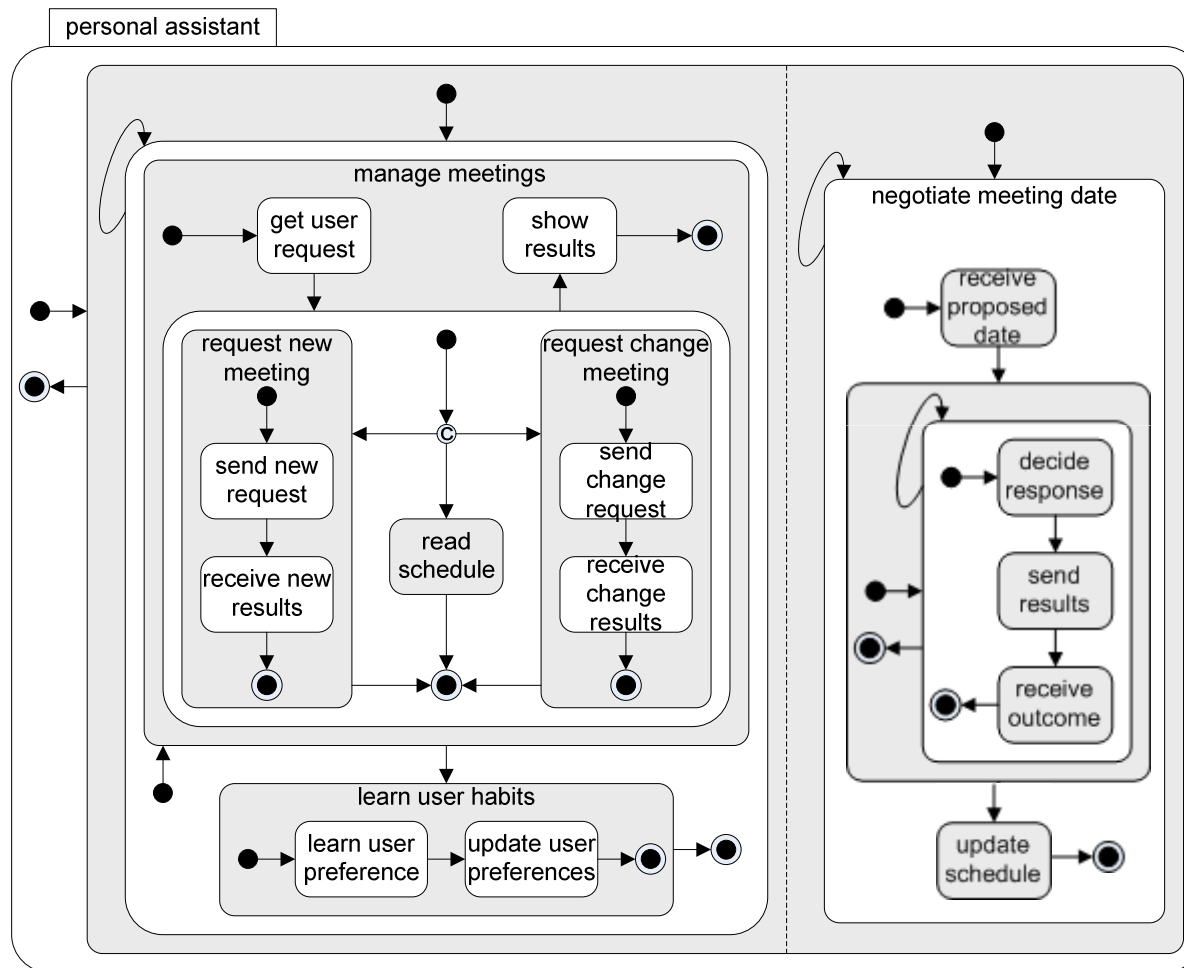 personal assistant
manage meetings
get user
request
show
results
request new
meeting
send new
request
receive new
results
C
read
schedule
request change
meeting
send
change
request
receive
change
results
learn user habits
learn user
preference
update user
preferences
negotiate meeting date
receive
proposed
date
decide
response
send
results
receive
outcome
update
schedule